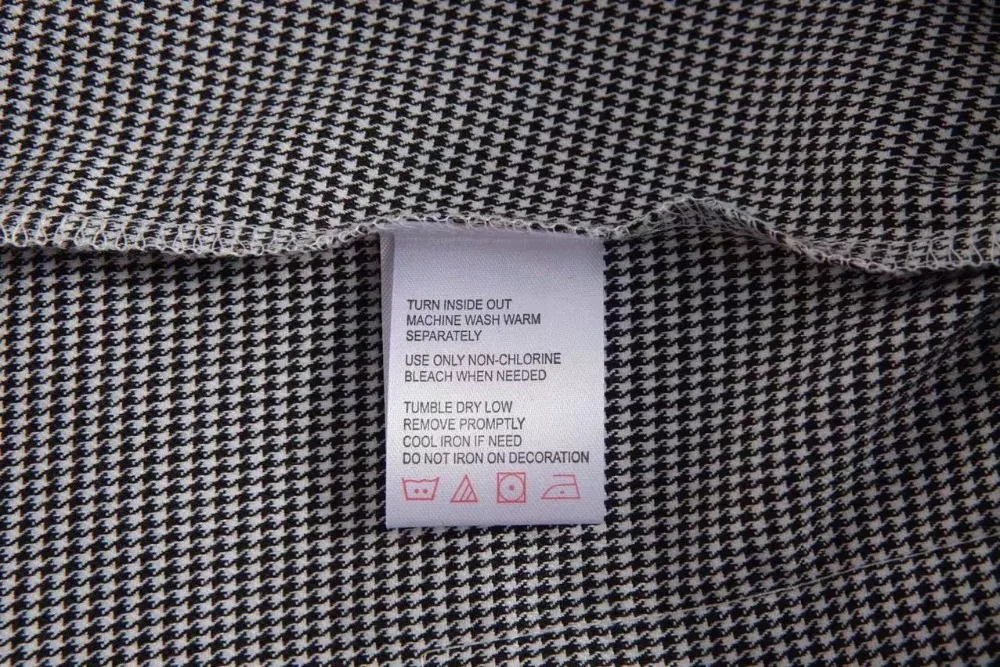 TURN INSIDE OUT
MACHINE WASH WARM
SEPARATELY
USE ONLY NON-CHLORINE
BLEACH WHEN NEEDED
TUMBLE DRY LOW
REMOVE PROMPTLY
COOL IRON IF NEED
DO NOT IRON ON DECORATION